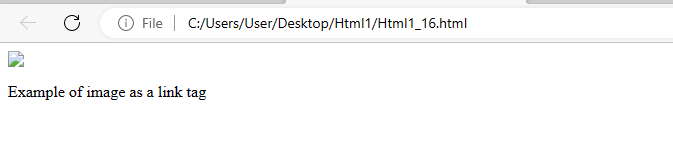 File
C:/Users/User/Desktop/Html1/Html1_16.html
Example of image as a link tag